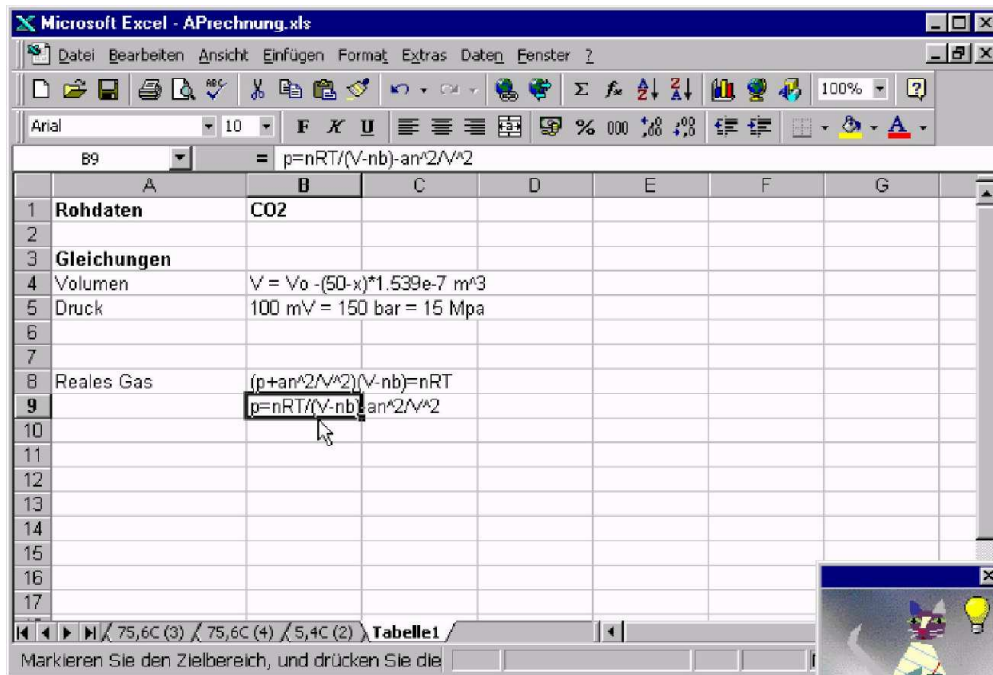 Microsoft Excel - APrechnung.xls
Datei Bearbeiten Ansicht Einfügen Format Extras Daten Fenster ?
100%
Arial 10 F K U % 000
B9 = p=nRT/(V-nb)-an^2/V^2
A B C D E F G
1 Rohdaten CO2
2
3 Gleichungen
4 Volumen V = Vo -(50-x)*1.539e-7 m^3
5 Druck 100 mV = 150 bar = 15 Mpa
6
7
8 Reales Gas (p+an^2/V^2)(V-nb)=nRT
9 p=nRT/(V-nb)-an^2/V^2
10
11
12
13
14
15
16
17
75,6C (3) 75,6C (4) 5,4C (2) Tabelle1
Markieren Sie den Zielbereich, und drücken Sie die